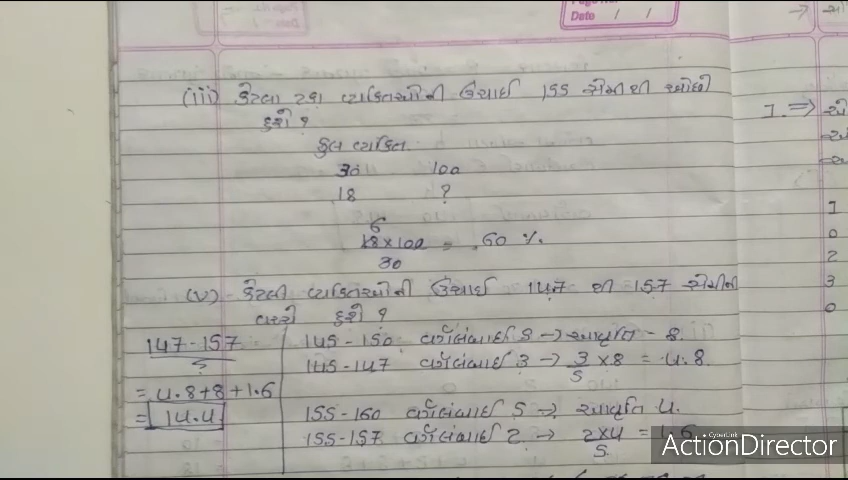 Date / /
(iii) કેટલા ટકા વ્યક્તિઓની ઉંચાઈ 155 સેમીથી ઓછી
હશે ?
કુલ વ્યક્તિ
30 100
18 ?
6
18 × 100 = 60 %
30
(v) કેટલી વ્યક્તિઓની ઉંચાઈ 147 થી 157 સેમીની
વચ્ચે હશે ?
147 - 157
?
= 4.8 + 8 + 1.6
= 14.4
145 - 150 વર્ગલંબાઈ 5 → આવૃત્તિ - 8.
145 - 147 વર્ગલંબાઈ 3 → 3 × 8 = 4.8
5
155 - 160 વર્ગલંબાઈ 5 → આવૃત્તિ 4.
155 - 157 વર્ગલંબાઈ 2 → 2 × 4 = 1.6
5
I. ⇒
I
0
2
3
0
CyberLink
ActionDirector